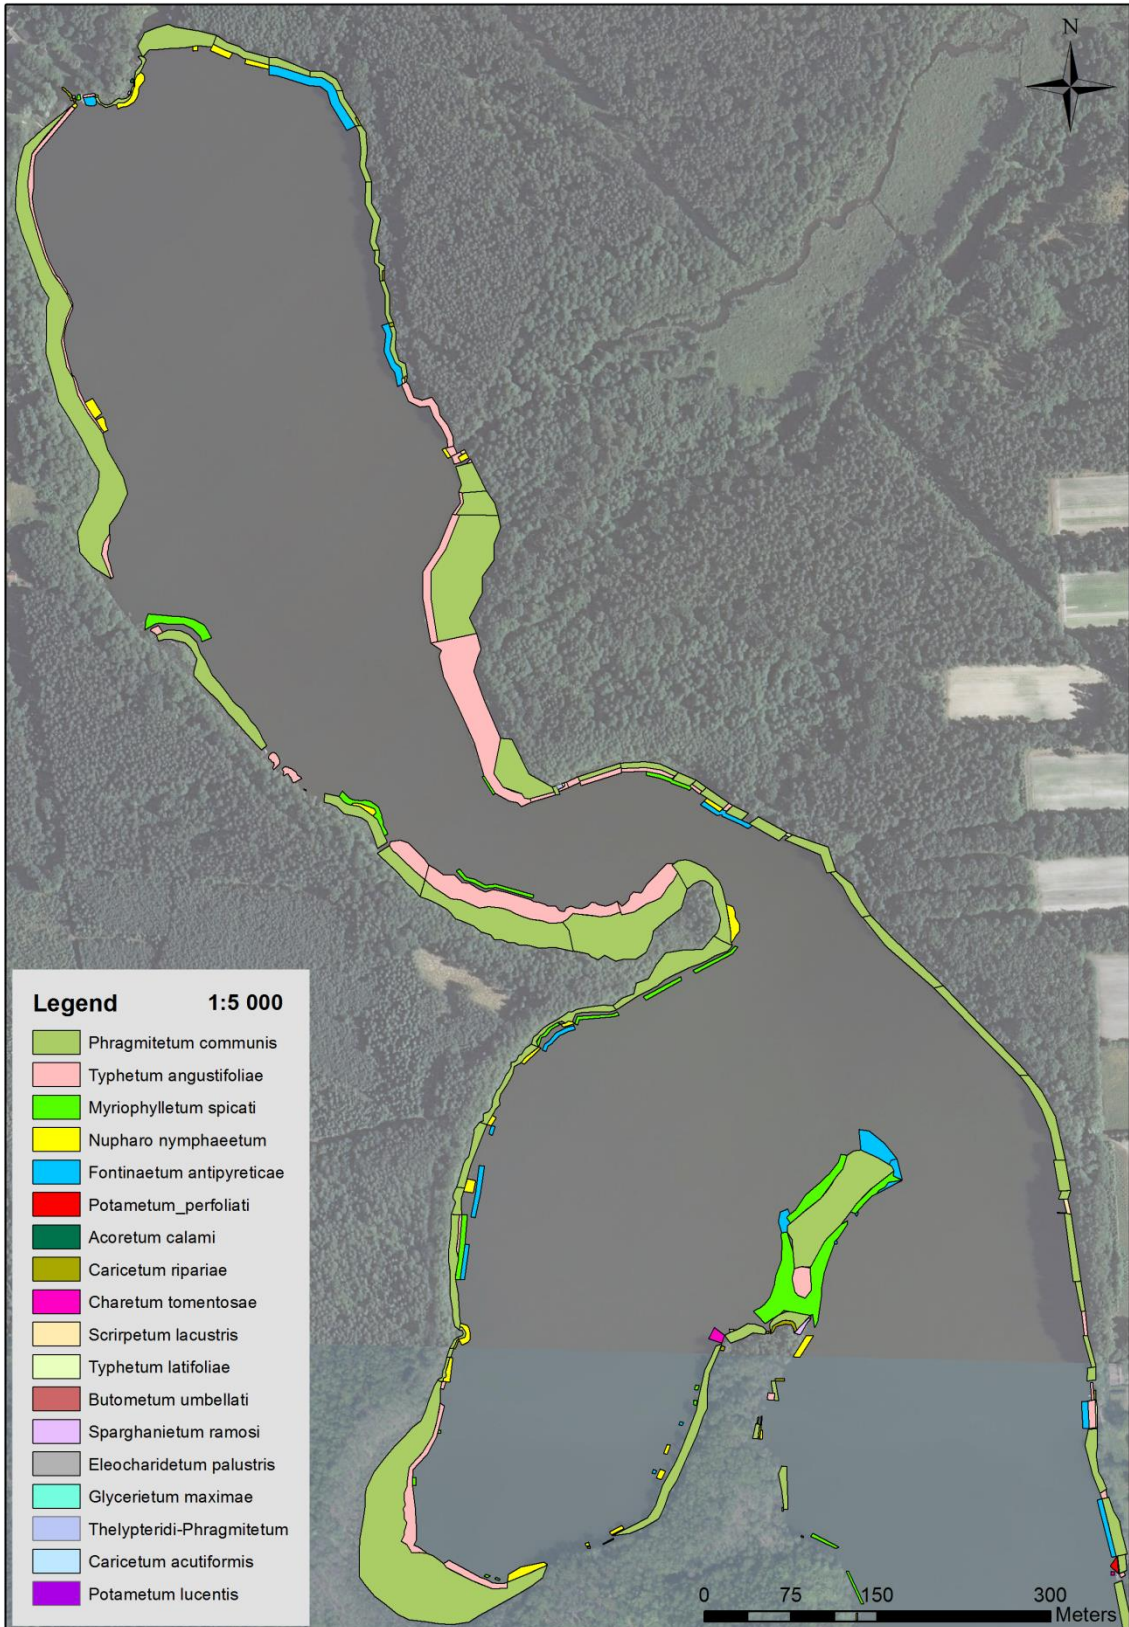 N
Legend 1:5 000
Phragmitetum communis
Typhetum angustifoliae
Myriophylletum spicati
Nupharo nymphaeetum
Fontinaetum antipyreticae
Potametum_perfoliati
Acoretum calami
Caricetum ripariae
Charetum tomentosae
Scrirpetum lacustris
Typhetum latifoliae
Butometum umbellati
Sparghanietum ramosi
Eleocharidetum palustris
Glycerietum maximae
Thelypteridi-Phragmitetum
Caricetum acutiformis
Potametum lucentis
0 75 150 300
Meters